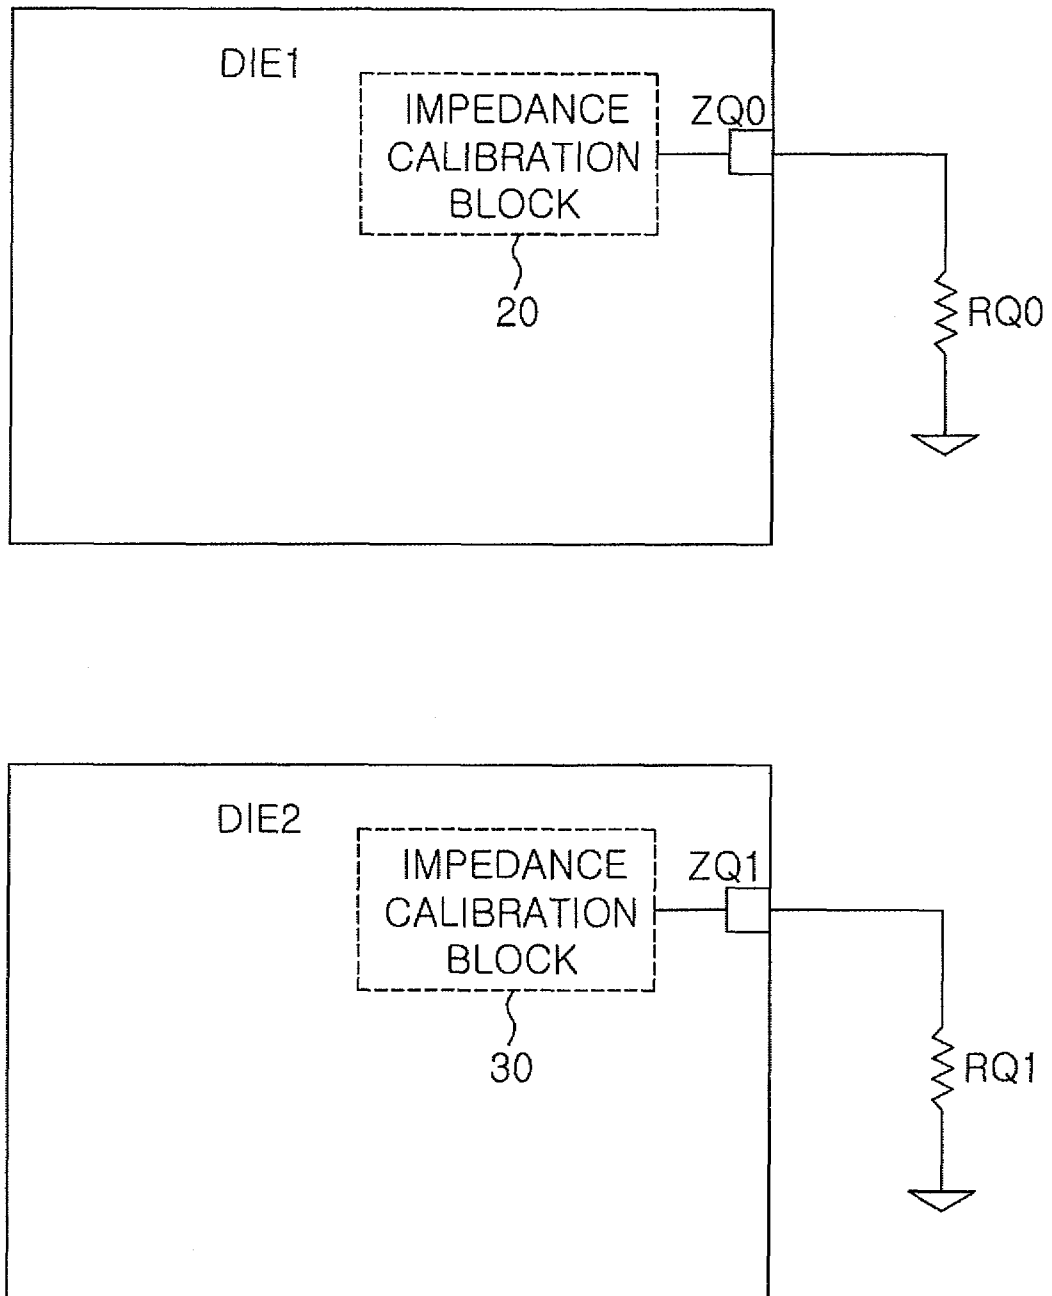 DIE1
IMPEDANCE
CALIBRATION
BLOCK
ZQ0
20
RQ0
DIE2
IMPEDANCE
CALIBRATION
BLOCK
ZQ1
30
RQ1